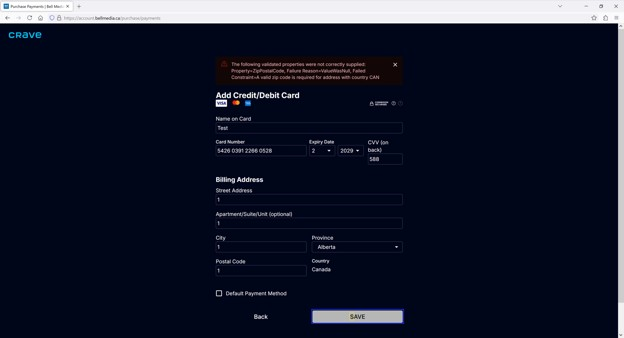 Purchase Payments | Bell Media
https://account.bellmedia.ca/purchase/payments
CRAVE
The following validated properties were not correctly supplied:
Property=ZipPostalCode, Failure Reason=ValueWasNull, Failed
Constraint=A valid zip code is required for address with country CAN
Add Credit/Debit Card
VISA
Name on Card
Test
Card Number
Expiry Date
CVV (on
back)
5426 0391 2266 0528
2
2029
588
Billing Address
Street Address
1
Apartment/Suite/Unit (optional)
1
City
Province
1
Alberta
Postal Code
Country
1
Canada
Default Payment Method
Back
SAVE